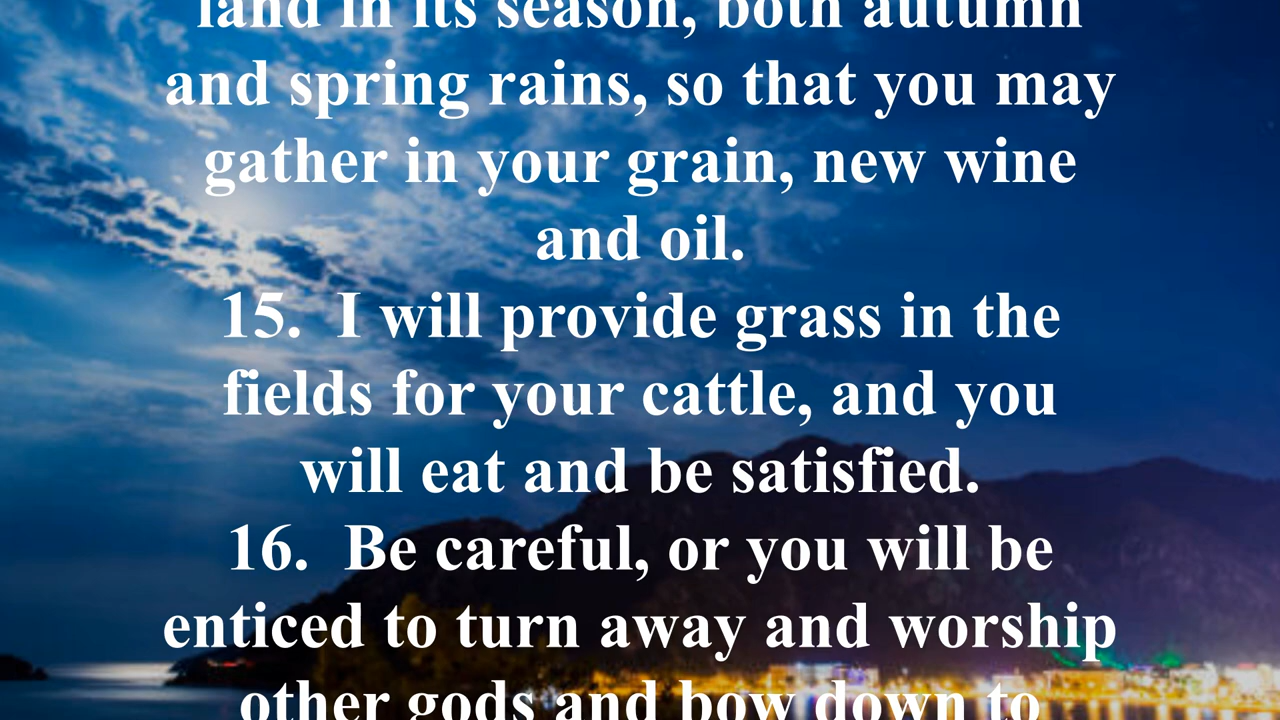 land in its season, both autumn
and spring rains, so that you may
gather in your grain, new wine
and oil.
15.  I will provide grass in the
fields for your cattle, and you
will eat and be satisfied.
16.  Be careful, or you will be
enticed to turn away and worship
other gods and bow down to